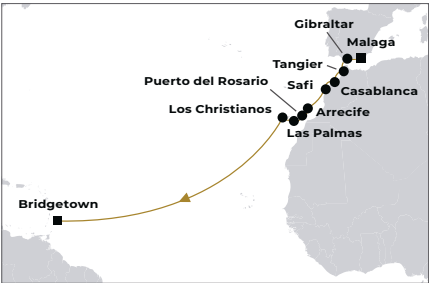 Gibraltar
Malaga
Tangier
Puerto del Rosario
Safi
Casablanca
Los Christianos
Arrecife
Las Palmas
Bridgetown